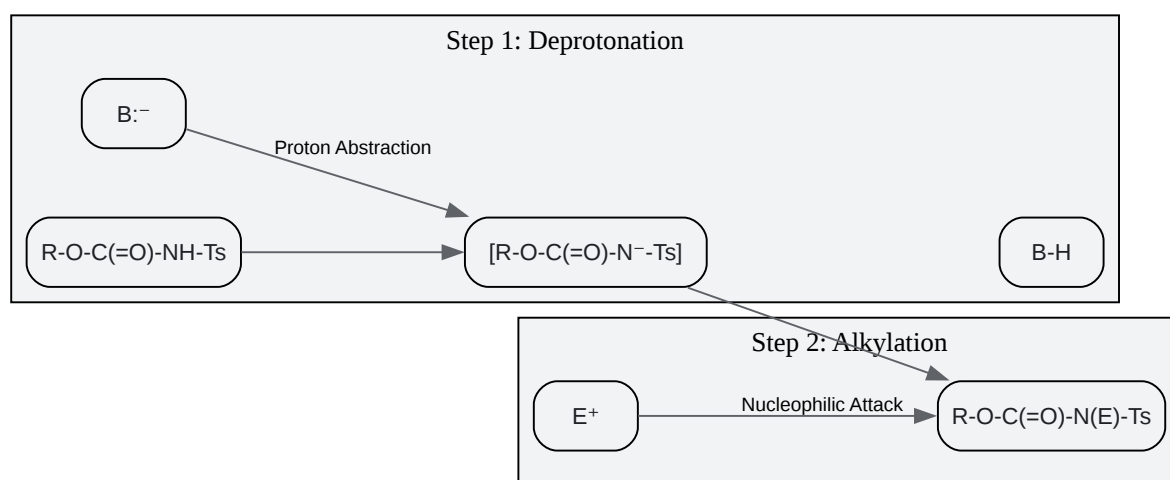 Step 1: Deprotonation
B:⁻
Proton Abstraction
R-O-C(=O)-NH-Ts
[R-O-C(=O)-N⁻-Ts]
B-H
Step 2: Alkylation
E⁺
Nucleophilic Attack
R-O-C(=O)-N(E)-Ts